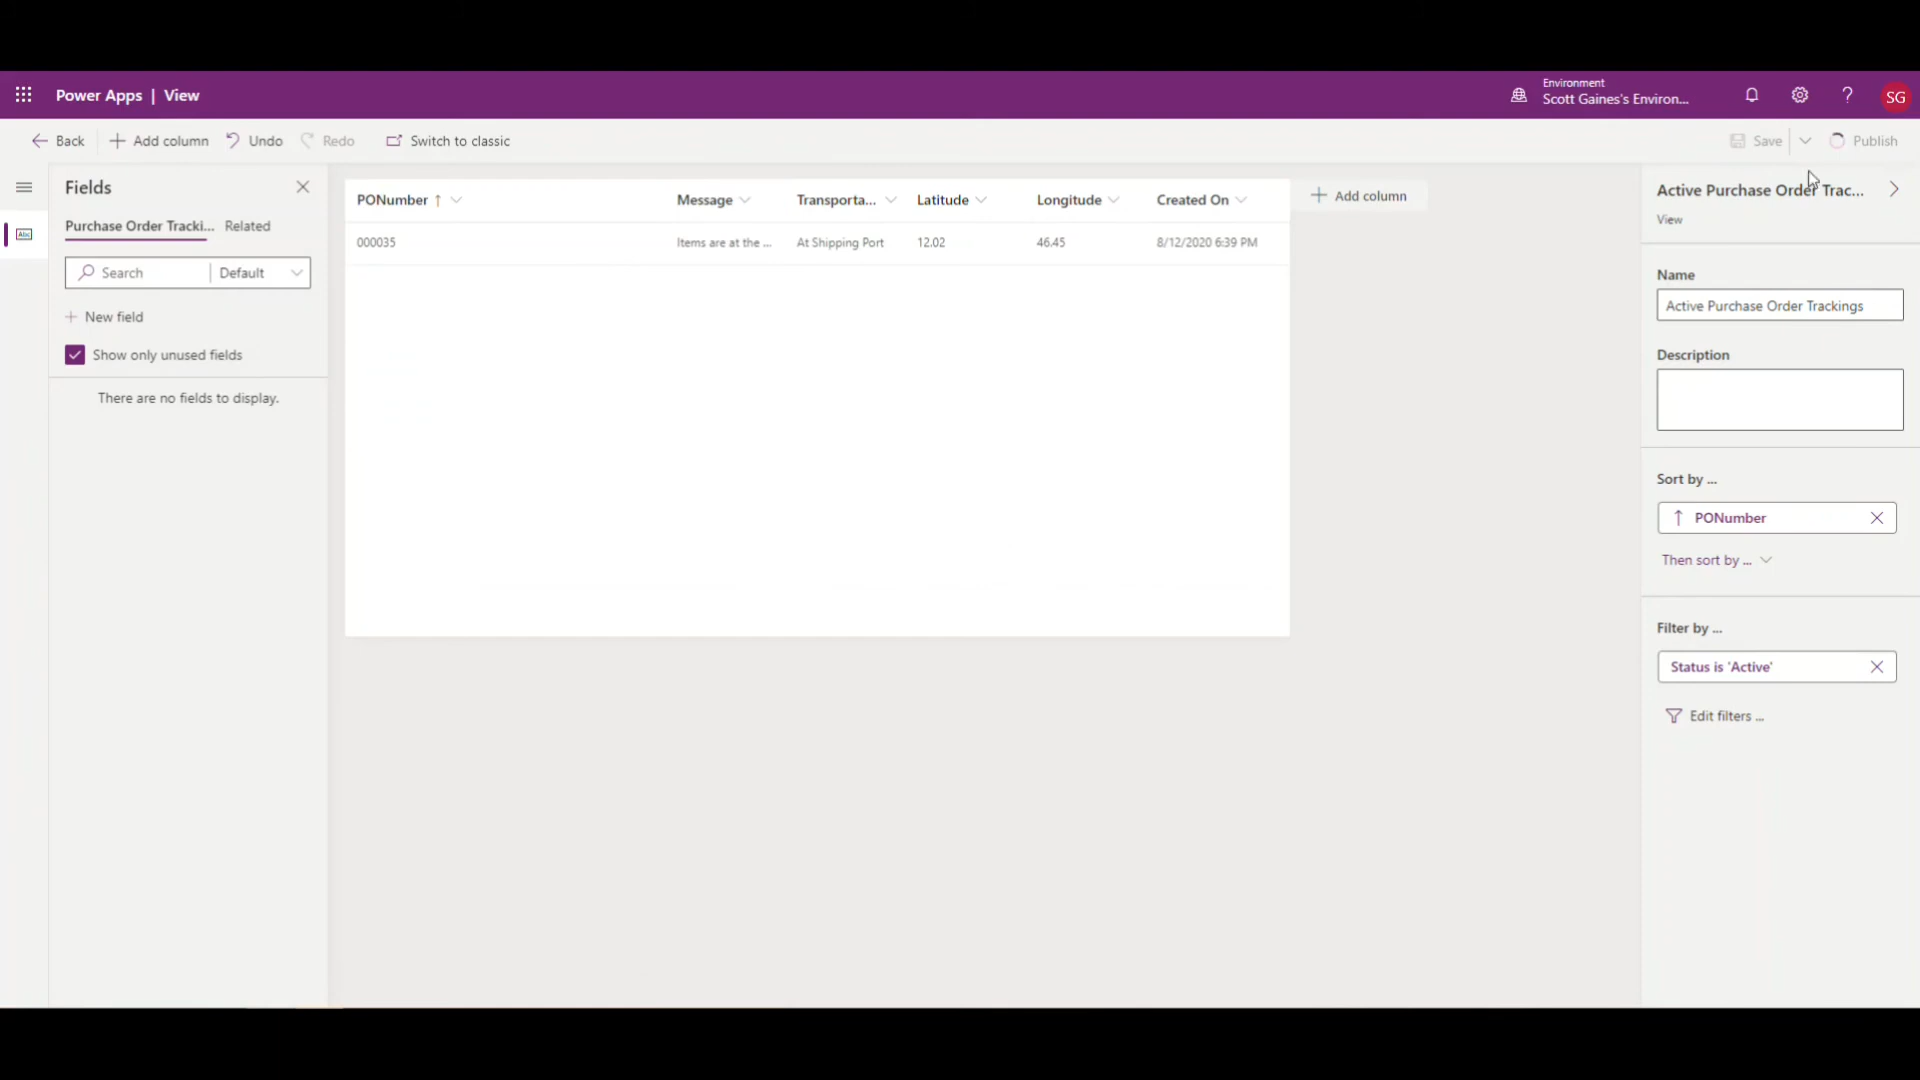 Power Apps | View
Environment
Scott Gaines's Environ...
?
SG
Back
Add column
Undo
Redo
Switch to classic
Save
Publish
Fields
Purchase Order Tracki...
Related
Search
Default
New field
Show only unused fields
There are no fields to display.
Abc
PONumber
Message
Transporta...
Latitude
Longitude
Created On
Add column
000035
Items are at the ...
At Shipping Port
12.02
46.45
8/12/2020 6:39 PM
Active Purchase Order Trac...
View
Name
Active Purchase Order Trackings
Description
Sort by ...
PONumber
Then sort by ...
Filter by ...
Status is 'Active'
Edit filters ...